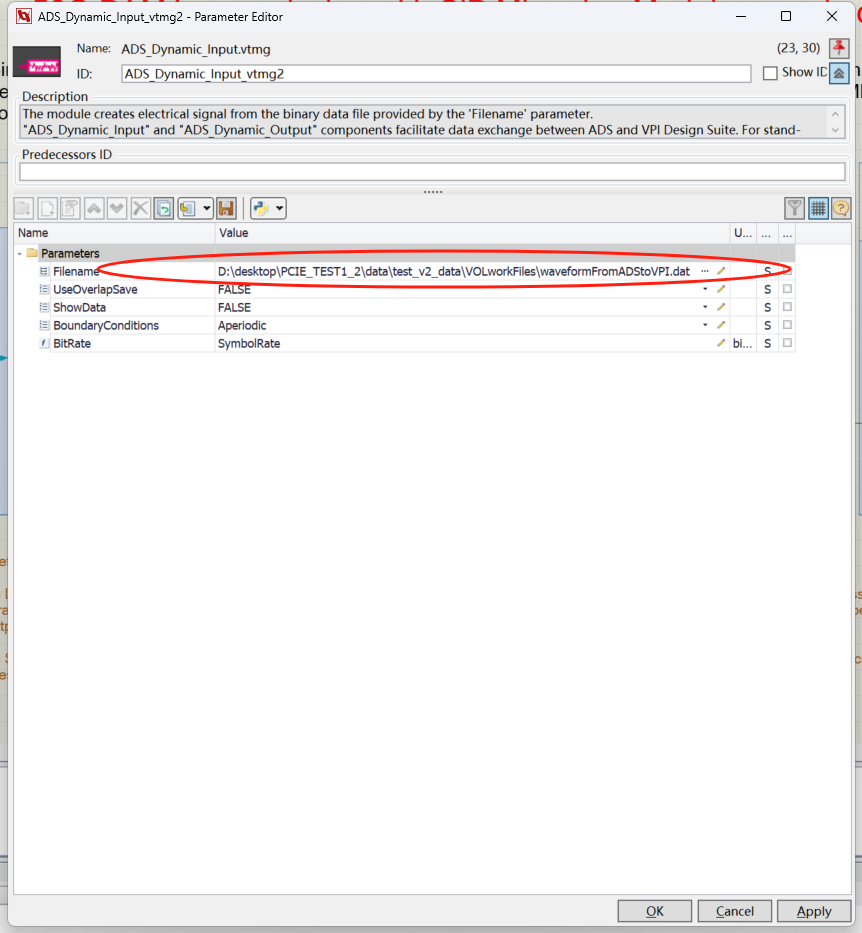 ADS_Dynamic_Input_vtmg2 - Parameter Editor
Name: ADS_Dynamic_Input.vtmg (23, 30)
ID: ADS_Dynamic_Input_vtmg2 Show ID
Description
The module creates electrical signal from the binary data file provided by the 'Filename' parameter.
"ADS_Dynamic_Input" and "ADS_Dynamic_Output" components facilitate data exchange between ADS and VPI Design Suite. For stand-
Predecessors ID
Name Value U... ... ...
Parameters
Filename D:\desktop\PCIE_TEST1_2\data\test_v2_data\VOLworkFiles\waveformFromADStoVPI.dat ... S
UseOverlapSave FALSE S
ShowData FALSE S
BoundaryConditions Aperiodic S
f BitRate SymbolRate bi... S
OK Cancel Apply